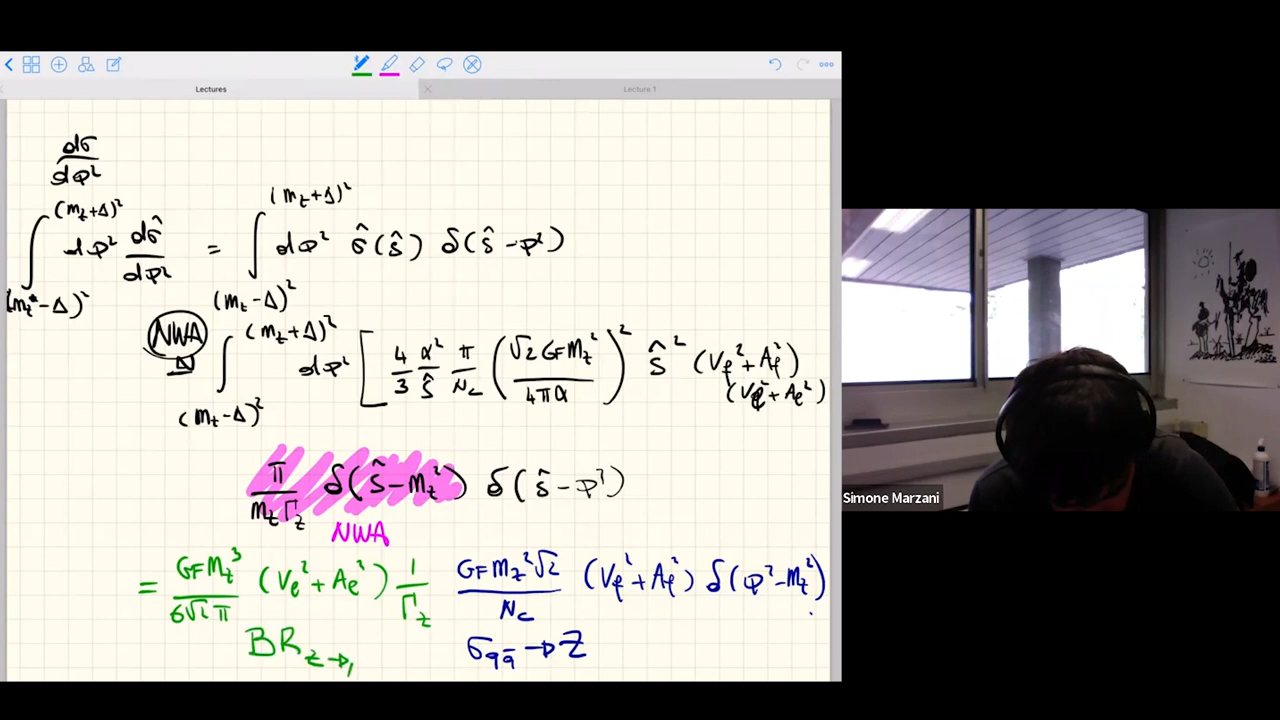 Lectures
Lecture 1
dσ/dQ²
∫_{(m_z-Δ)²}^{(m_z+Δ)²} dQ² dσ̂/dQ² = ∫_{(m_z-Δ)²}^{(m_z+Δ)²} dQ² σ̂(ŝ) δ(ŝ-Q²)
NWA
∫_{(m_z-Δ)²}^{(m_z+Δ)²} dQ² [ 4/3 α²/ŝ π/N_c (√2 G_F m_z²/4πα)² ŝ² (V_f²+A_f²)
(V_e²+A_e²)
π/(m_z Γ_z) δ(ŝ-m_z²) δ(ŝ-Q²)
NWA
= G_F m_z³/6√2π (V_e²+A_e²) 1/Γ_z G_F m_z²√2/N_c (V_f²+A_f²) δ(Q²-m_z²)
BR_{z→} σ_{qq̄}→Z
Simone Marzani